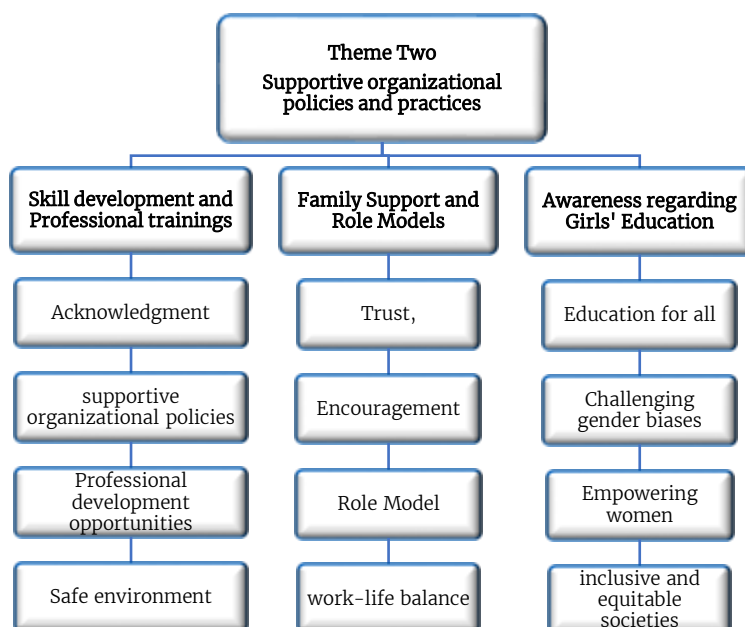 Theme Two
Supportive organizational
policies and practices
Skill development and
Professional trainings
Family Support and
Role Models
Awareness regarding
Girls' Education
Acknowledgment
Trust,
Education for all
supportive
organizational policies
Encouragement
Challenging
gender biases
Professional
development
opportunities
Role Model
Empowering
women
Safe environment
work-life balance
inclusive and
equitable
societies